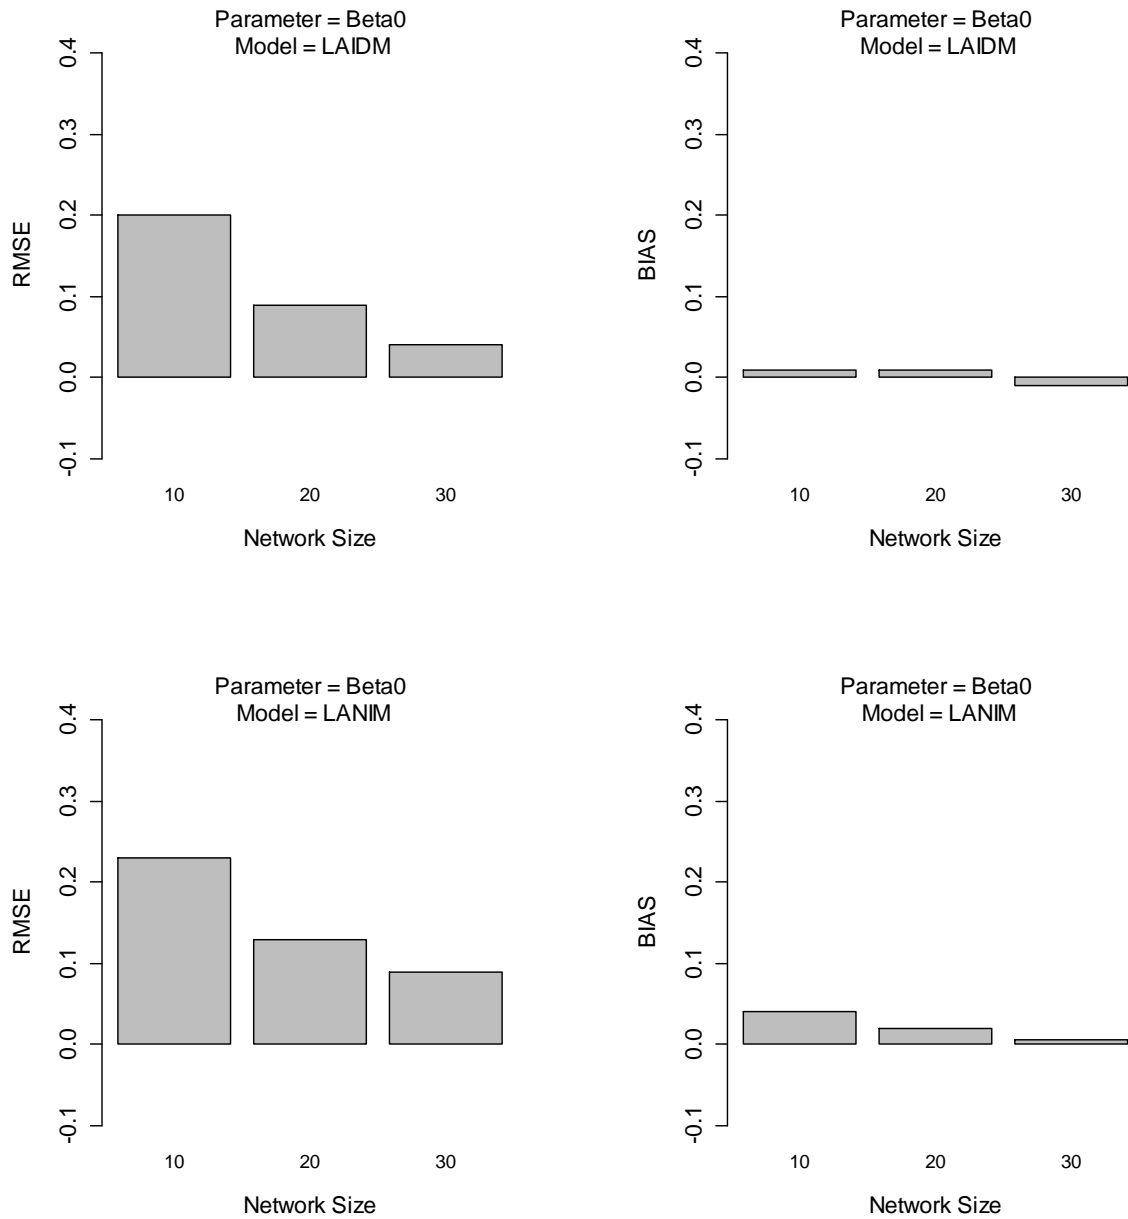 Parameter = Beta0
Model = LAIDM
RMSE
0.4
0.3
0.2
0.1
0.0
-0.1
10 20 30
Network Size
Parameter = Beta0
Model = LAIDM
BIAS
0.4
0.3
0.2
0.1
0.0
-0.1
10 20 30
Network Size
Parameter = Beta0
Model = LANIM
RMSE
0.4
0.3
0.2
0.1
0.0
-0.1
10 20 30
Network Size
Parameter = Beta0
Model = LANIM
BIAS
0.4
0.3
0.2
0.1
0.0
-0.1
10 20 30
Network Size